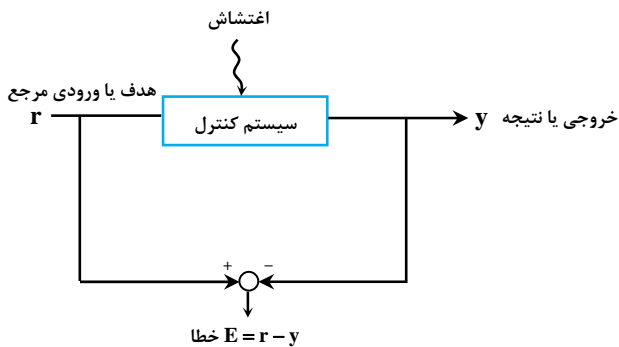 اغتشاش
هدف یا ورودی مرجع
r
سیستم کنترل
y خروجی یا نتیجه
+ −
E = r − y خطا